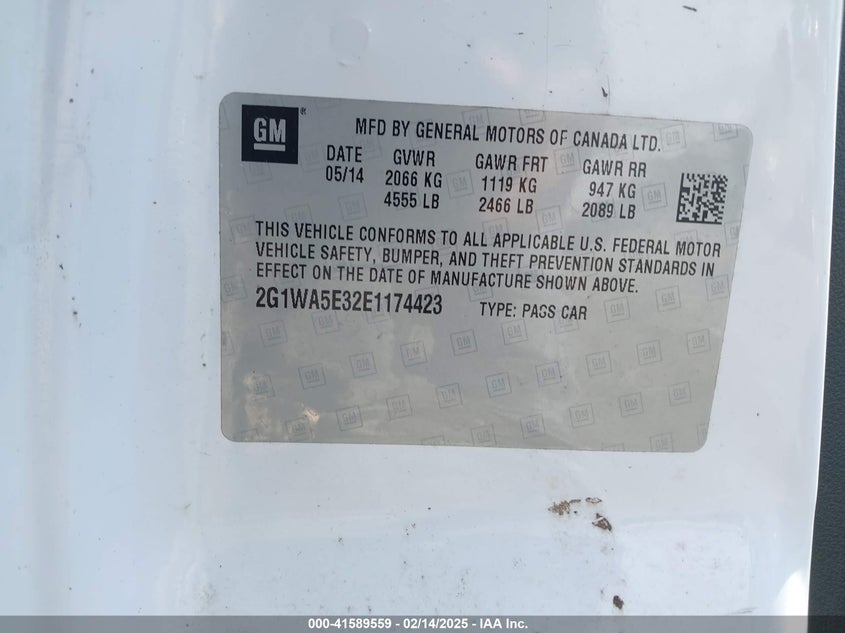 GM ®
MFD BY GENERAL MOTORS OF CANADA LTD.
DATE GVWR GAWR FRT GAWR RR
05/14 2066 KG 1119 KG 947 KG
4555 LB 2466 LB 2089 LB
THIS VEHICLE CONFORMS TO ALL APPLICABLE U.S. FEDERAL MOTOR
VEHICLE SAFETY, BUMPER, AND THEFT PREVENTION STANDARDS IN
EFFECT ON THE DATE OF MANUFACTURE SHOWN ABOVE.
2G1WA5E32E1174423 TYPE: PASS CAR
000-41589559 - 02/14/2025 - IAA Inc.